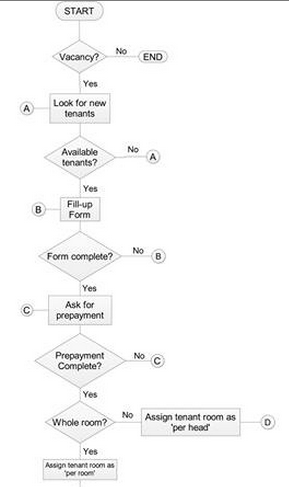 START
Vacancy?
No
END
Yes
A
Look for new
tenants
Available
tenants?
No
A
Yes
B
Fill-up
Form
Form complete?
No
B
Yes
C
Ask for
prepayment
Prepayment
Complete?
No
C
Yes
Whole room?
No
Assign tenant room as
'per head'
D
Yes
Assign tenant room as
'per room'